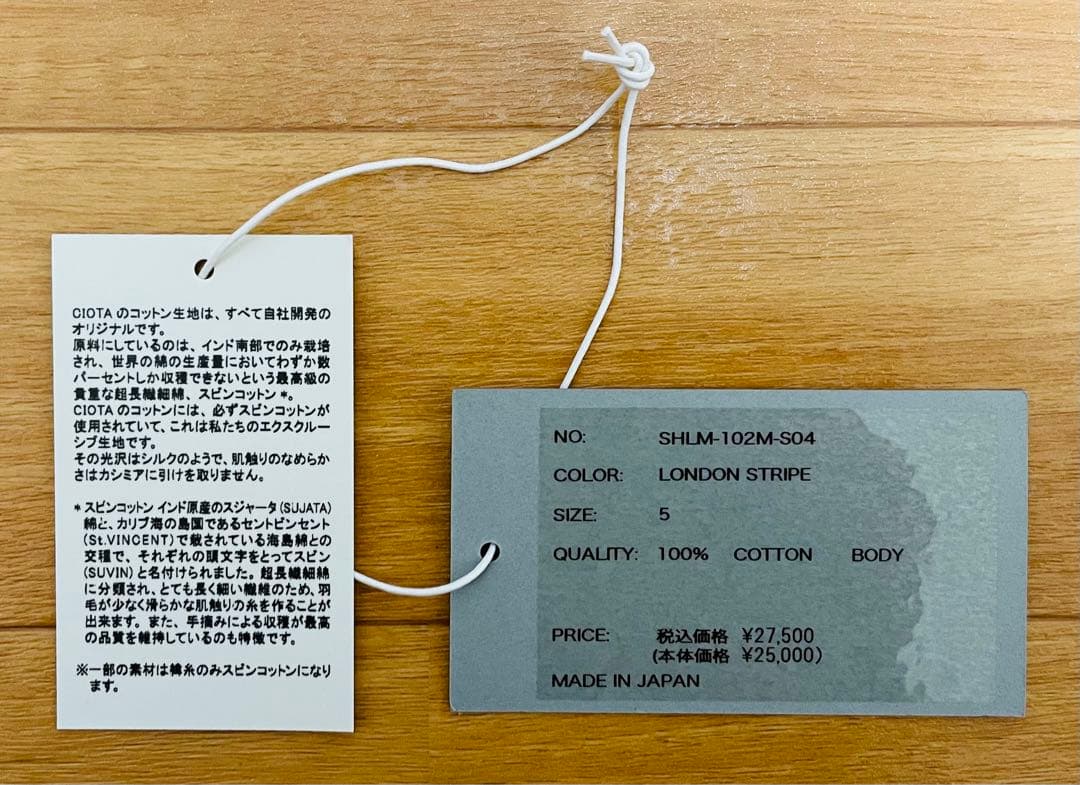 CIOTAのコットン生地は、すべて自社開発の
オリジナルです。
原料にしているのは、インド南部でのみ栽培
され、世界の綿の生産量においてわずか数
パーセントしか収穫できないという最高級の
貴重な超長繊細綿、スビンコットン*。
CIOTAのコットンには、必ずスビンコットンが
使用されていて、これは私たちのエクスクルー
シブ生地です。
その光沢はシルクのようで、肌触りのなめらか
さはカシミアに引けを取りません。
*スビンコットン インド原産のスジャータ(SUJATA)
綿と、カリブ海の島国であるセントビンセント
(St.VINCENT)で栽されている海島綿との
交種で、それぞれの頭文字をとってスビン
(SUVIN)と名付けられました。超長繊細綿
に分類され、とても長く細い繊維のため、羽
毛が少なく滑らかな肌触りの糸を作ることが
出来ます。また、手摘みによる収穫が最高
の品質を維持しているのも特徴です。
※一部の素材は緯糸のみスビンコットンになり
ます。
NO: SHLM-102M-S04
COLOR: LONDON STRIPE
SIZE: 5
QUALITY: 100% COTTON BODY
PRICE: 税込価格 ¥27,500
(本体価格 ¥25,000)
MADE IN JAPAN